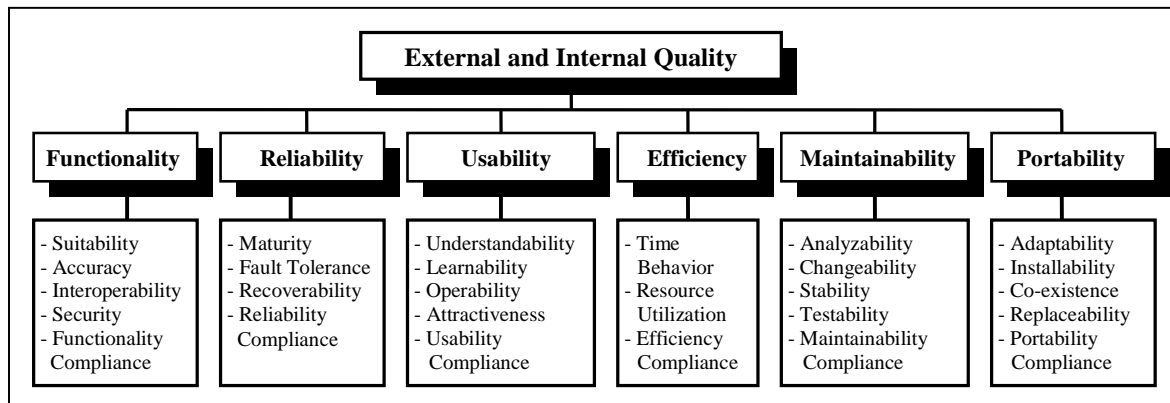 External and Internal Quality
Functionality
Reliability
Usability
Efficiency
Maintainability
Portability
- Suitability
- Accuracy
- Interoperability
- Security
- Functionality
Compliance
- Maturity
- Fault Tolerance
- Recoverability
- Reliability
Compliance
- Understandability
- Learnability
- Operability
- Attractiveness
- Usability
Compliance
- Time
Behavior
- Resource
Utilization
- Efficiency
Compliance
- Analyzability
- Changeability
- Stability
- Testability
- Maintainability
Compliance
- Adaptability
- Installability
- Co-existence
- Replaceability
- Portability
Compliance